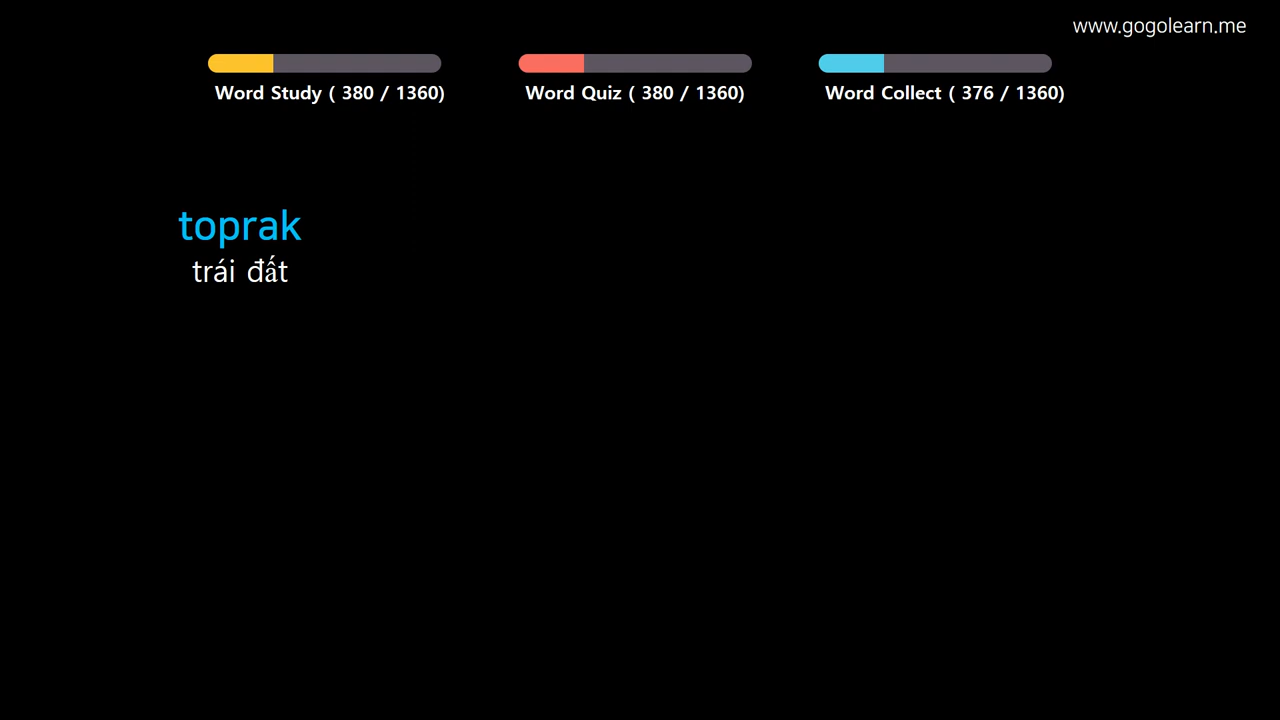 www.gogolearn.me
Word Study ( 380 / 1360)
Word Quiz ( 380 / 1360)
Word Collect ( 376 / 1360)
toprak
trái đất